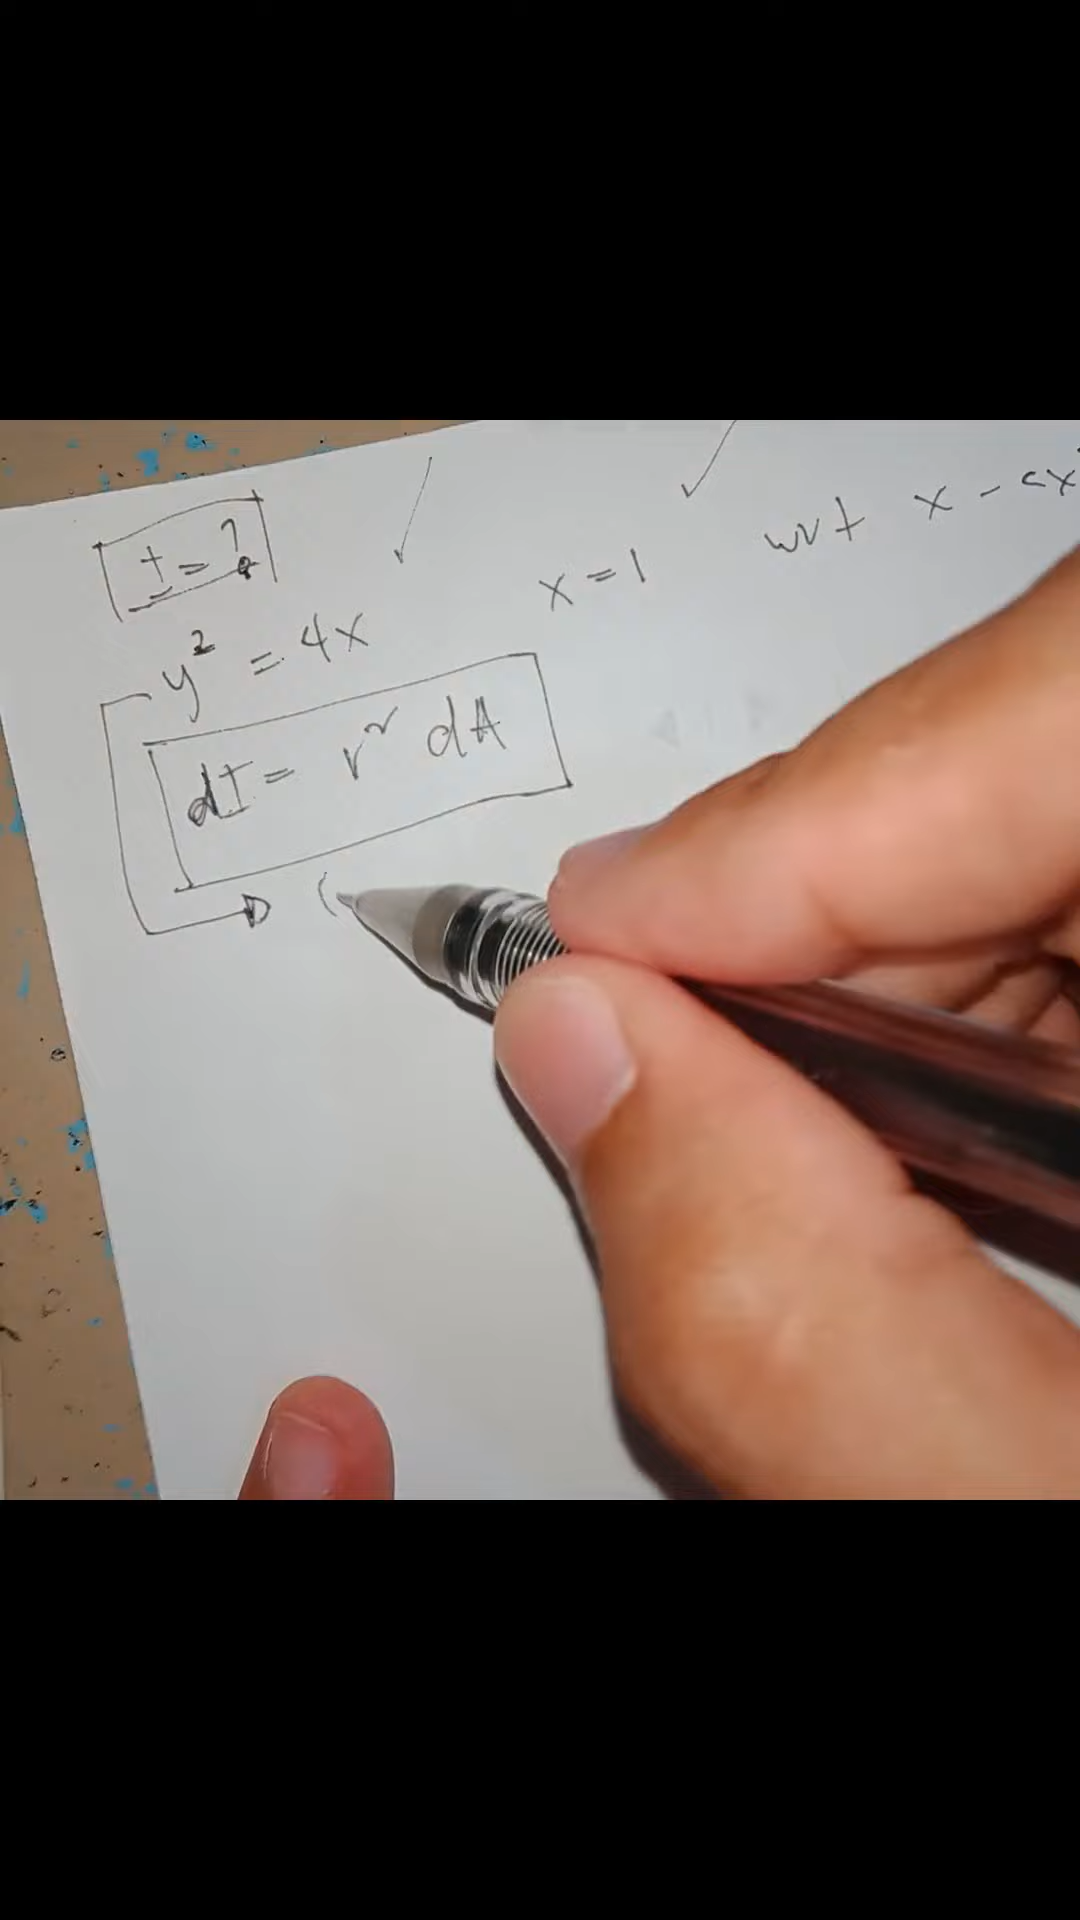 I = ?
y² = 4x x = 1 wrt x - ax
dI = r² dA
(